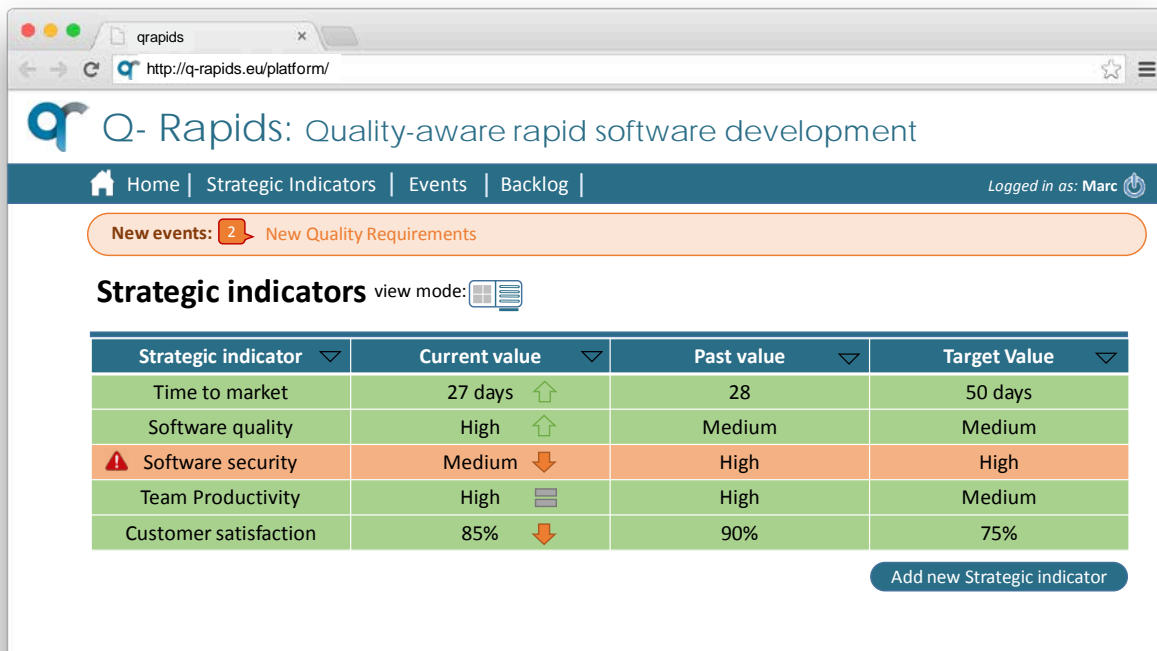 qrapids ×
http://q-rapids.eu/platform/
qr Q- Rapids: Quality-aware rapid software development
Home | Strategic Indicators | Events | Backlog | Logged in as: Marc
New events: 2 New Quality Requirements
Strategic indicators view mode:
Strategic indicator Current value Past value Target Value
Time to market 27 days 28 50 days
Software quality High Medium Medium
Software security Medium High High
Team Productivity High High Medium
Customer satisfaction 85% 90% 75%
Add new Strategic indicator